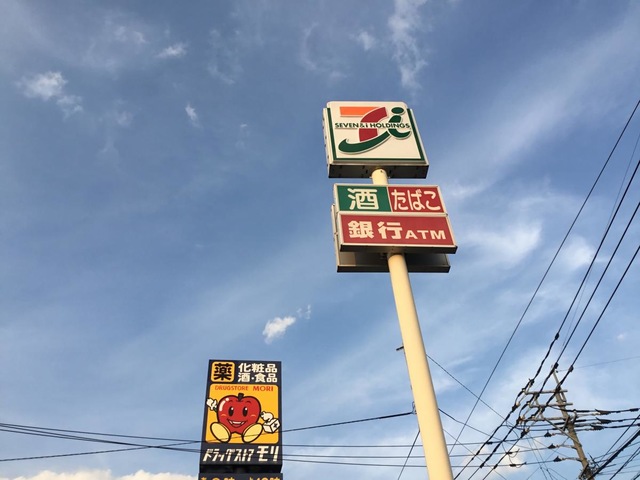 SEVEN & i HOLDINGS
酒 たばこ
銀行ATM
薬 化粧品
酒・食品
DRUGSTORE MORI
ドラッグストアモリ